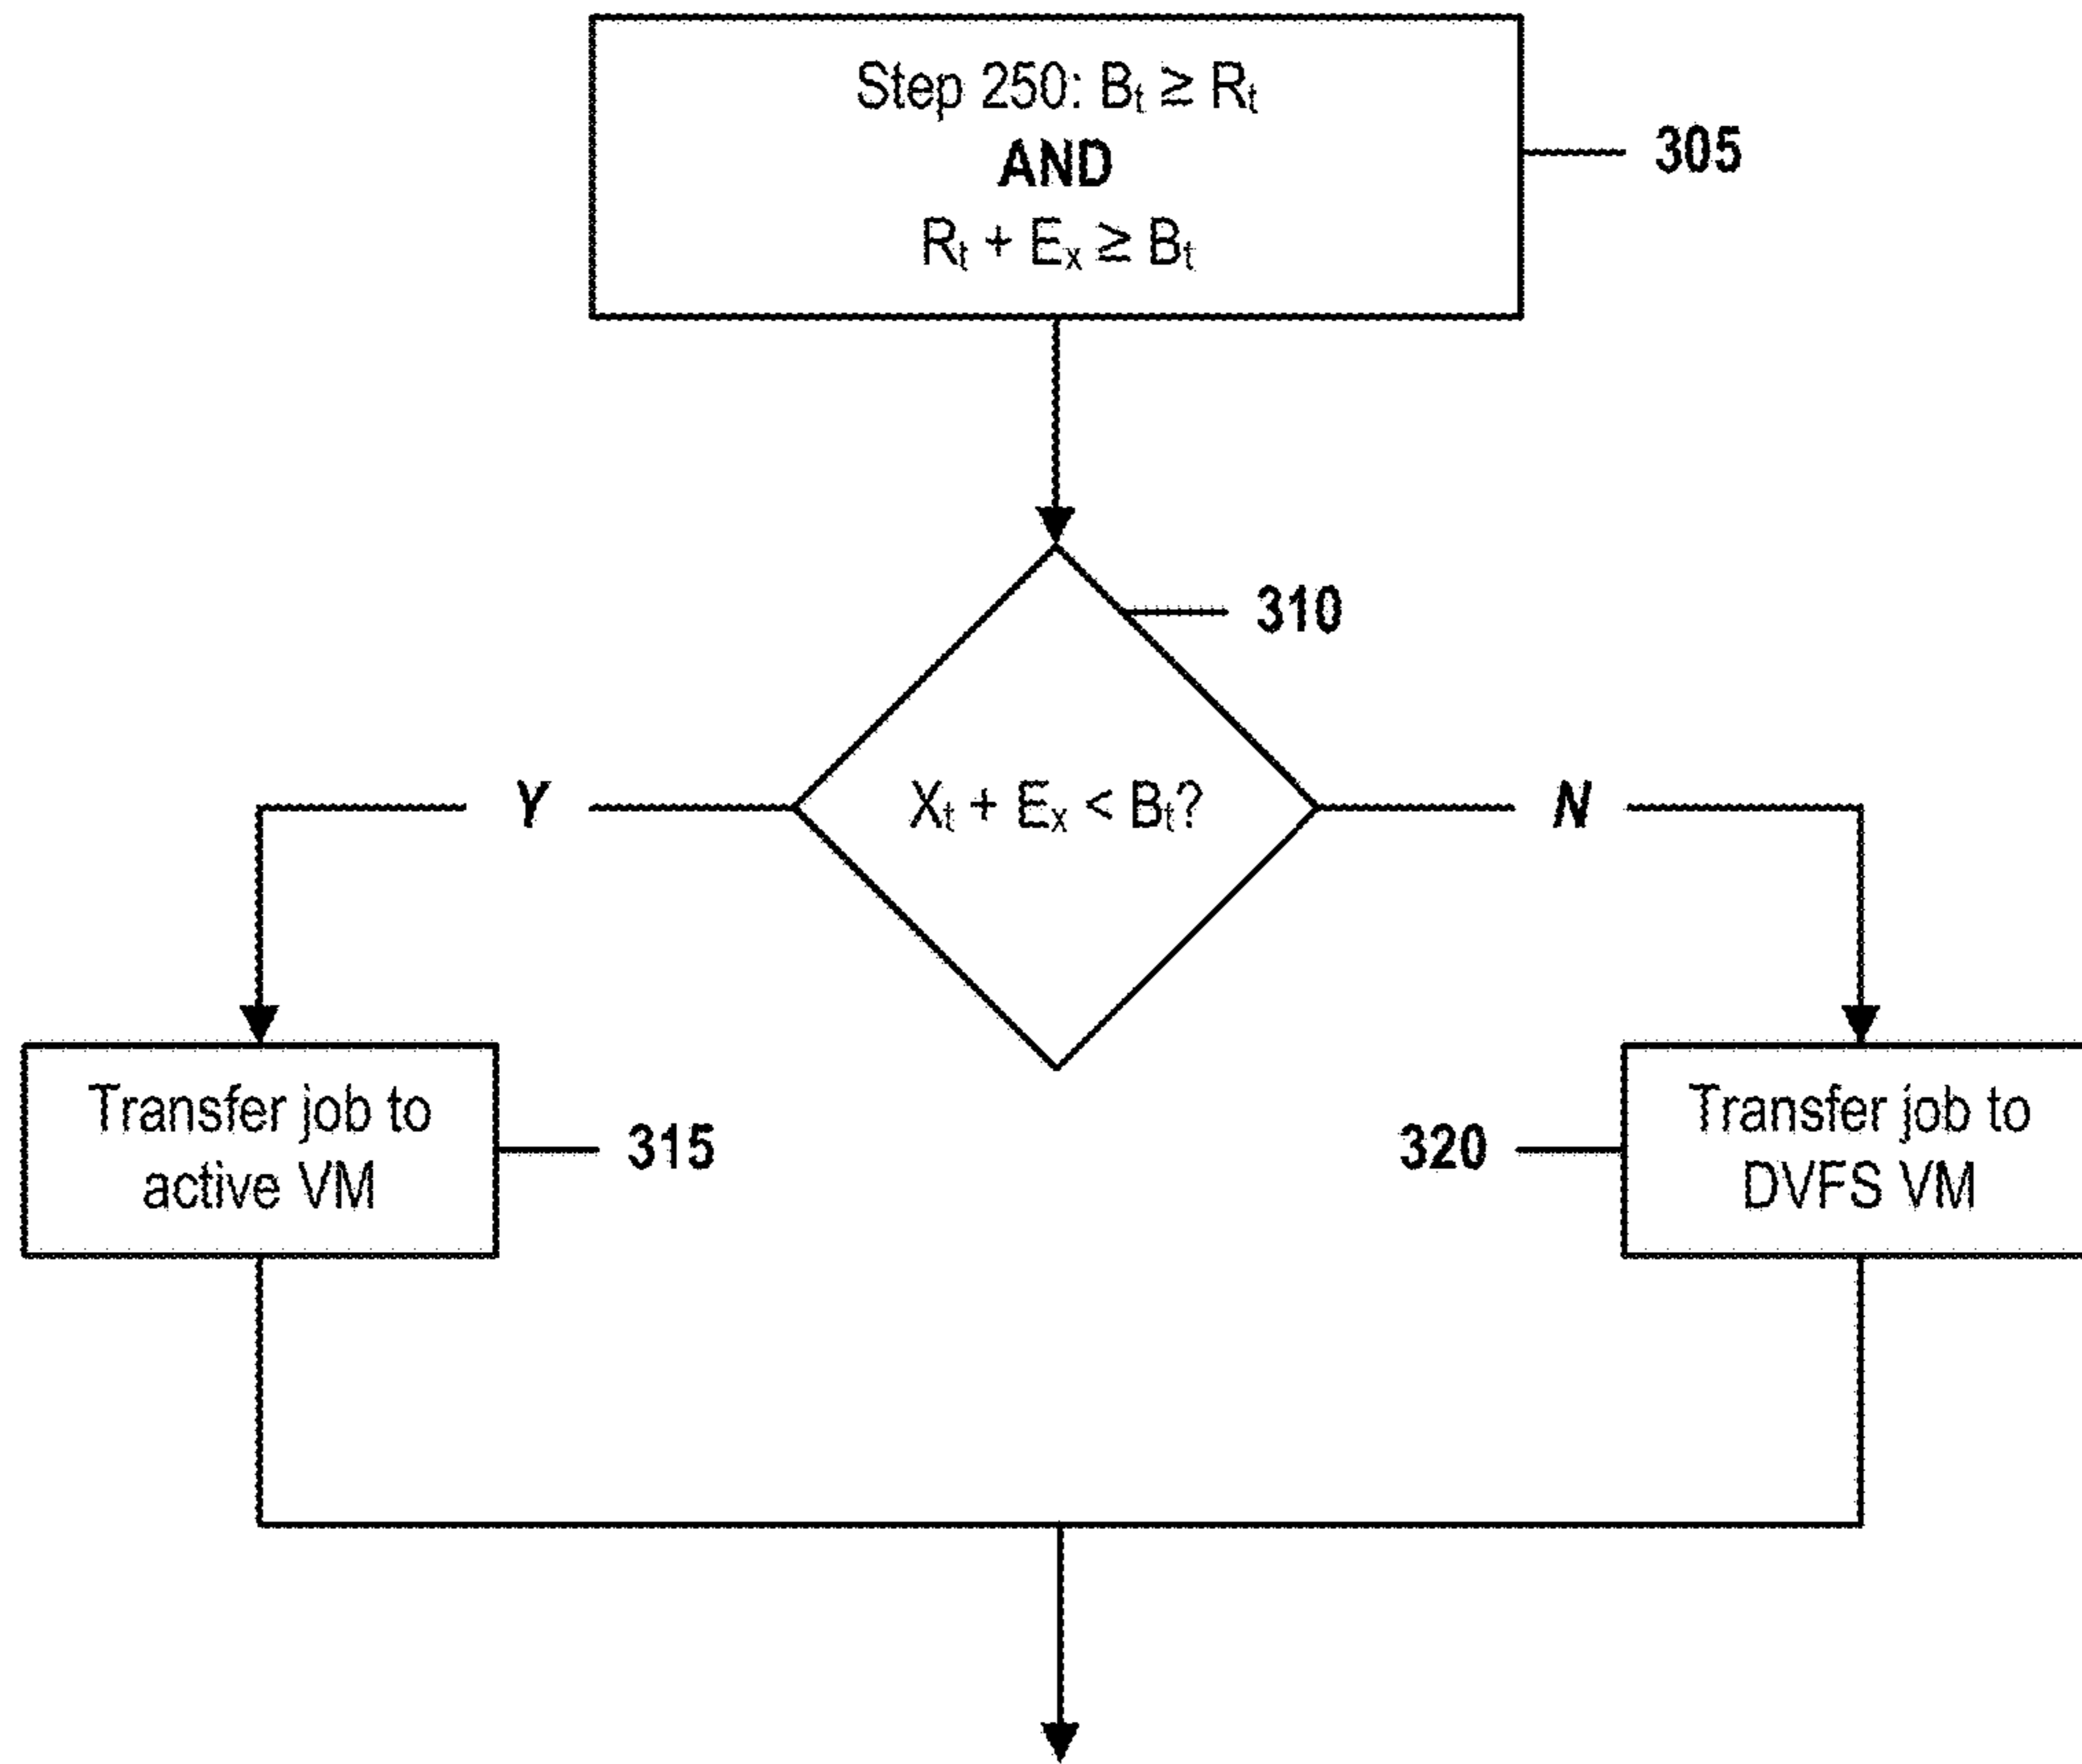 Step 250: Bₜ ≧ Rₜ
AND
Rₜ + Eₓ ≧ Bₜ
305
310
Xₜ + Eₓ < Bₜ?
Y
N
Transfer job to
active VM
315
320
Transfer job to
DVFS VM